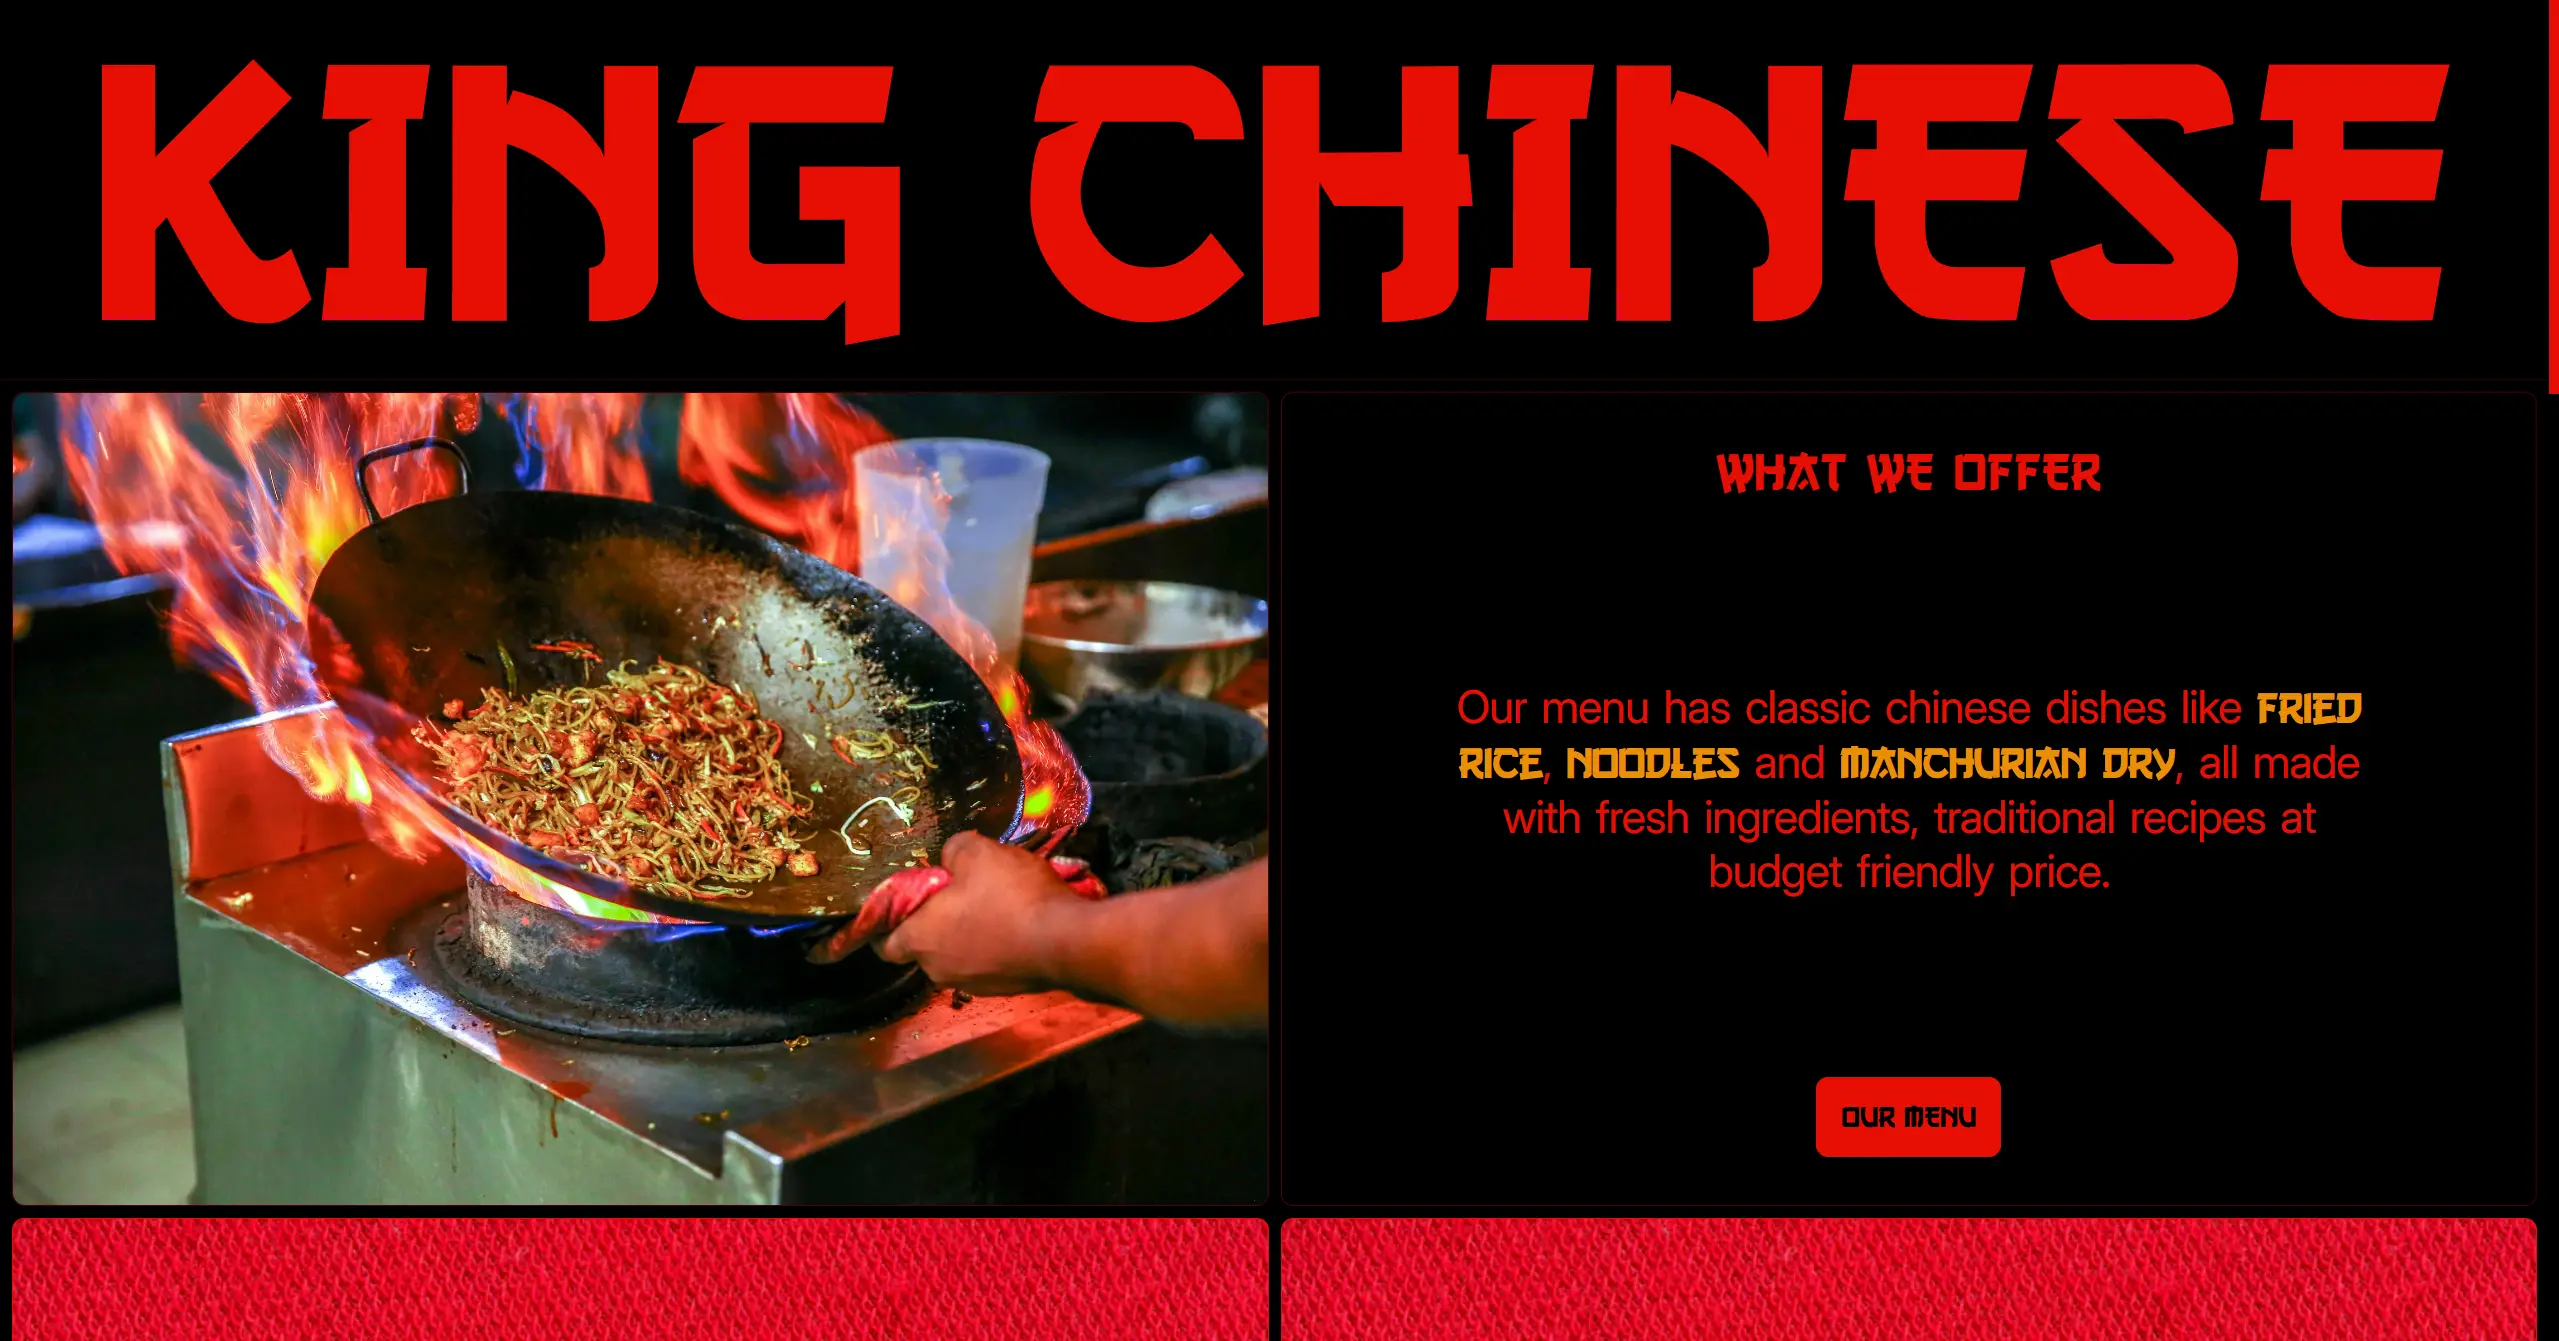 KING CHINESE
WHAT WE OFFER
Our menu has classic chinese dishes like FRIED
RICE, NOODLES and MANCHURIAN DRY, all made
with fresh ingredients, traditional recipes at
budget friendly price.
OUR MENU